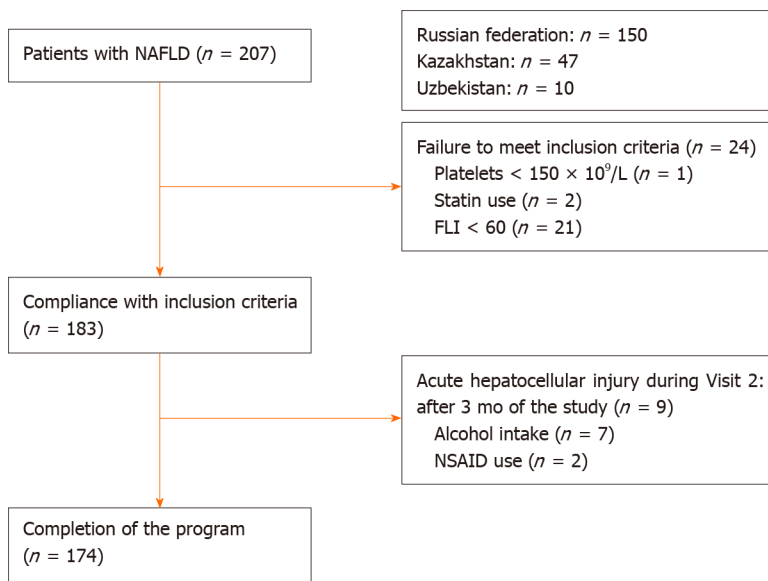 Patients with NAFLD (n = 207)
Russian federation: n = 150
Kazakhstan: n = 47
Uzbekistan: n = 10
Failure to meet inclusion criteria (n = 24)
Platelets < 150 × 10⁹/L (n = 1)
Statin use (n = 2)
FLI < 60 (n = 21)
Compliance with inclusion criteria
(n = 183)
Acute hepatocellular injury during Visit 2:
after 3 mo of the study (n = 9)
Alcohol intake (n = 7)
NSAID use (n = 2)
Completion of the program
(n = 174)